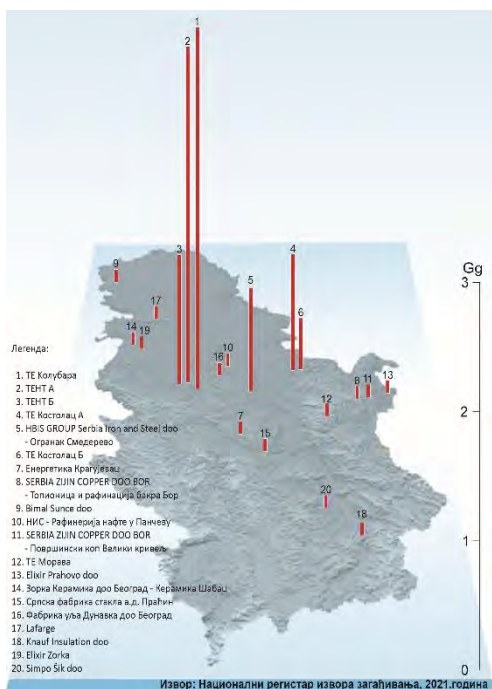 1
2
3
4
Gg
9
5
3
17
6
14
19
10
16
8
11
13
12
7
15
2
20
18
1
0
Легенда:
1. ТЕ Колубара
2. ТЕНТ А
3. ТЕНТ Б
4. ТЕ Костолац А
5. HBIS GROUP Serbia Iron and Steel doo
- Огранак Смедерево
6. ТЕ Костолац Б
7. Енергетика Крагујевац
8. SERBIA ZIJIN COPPER DOO BOR
- Топионица и рафинација бакра Бор
9. Bimal Sunce doo
10. НИС - Рафинерија нафте у Панчеву
11. SERBIA ZIJIN COPPER DOO BOR
- Површински коп Велики кривељ
12. ТЕ Морава
13. Elixir Prahovo doo
14. Зорка Керамика доо Београд - Керамика Шабац
15. Српска фабрика стакла а.д. Праћин
16. Фабрика уља Дунавка доо Београд
17. Lafarge
18. Knauf Insulation doo
19. Elixir Zorka
20. Simpo Šik doo
Извор: Национални регистар извора загађивања, 2021.година